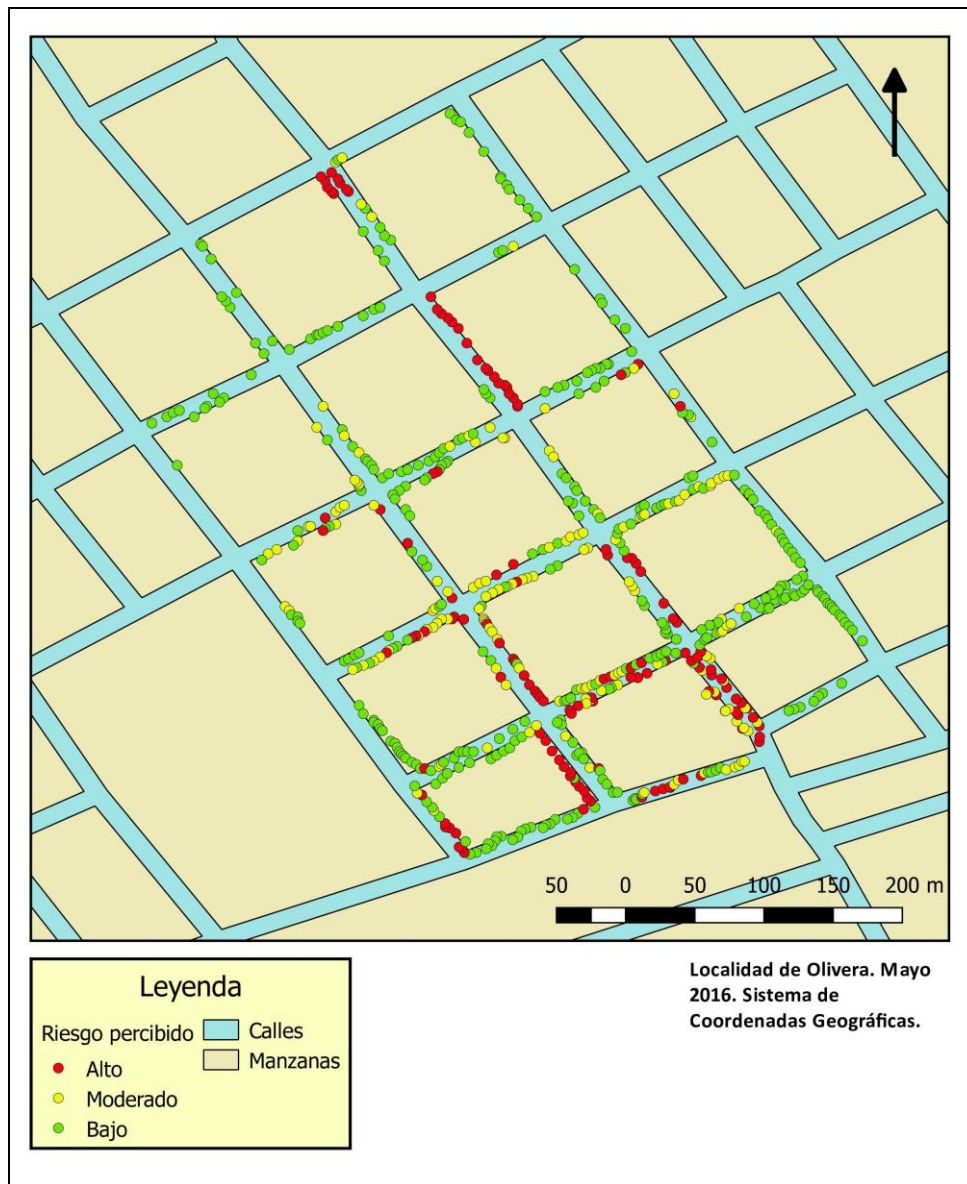 50 0 50 100 150 200 m
Leyenda
Riesgo percibido
Alto
Moderado
Bajo
Calles
Manzanas
Localidad de Olivera. Mayo
2016. Sistema de
Coordenadas Geográficas.